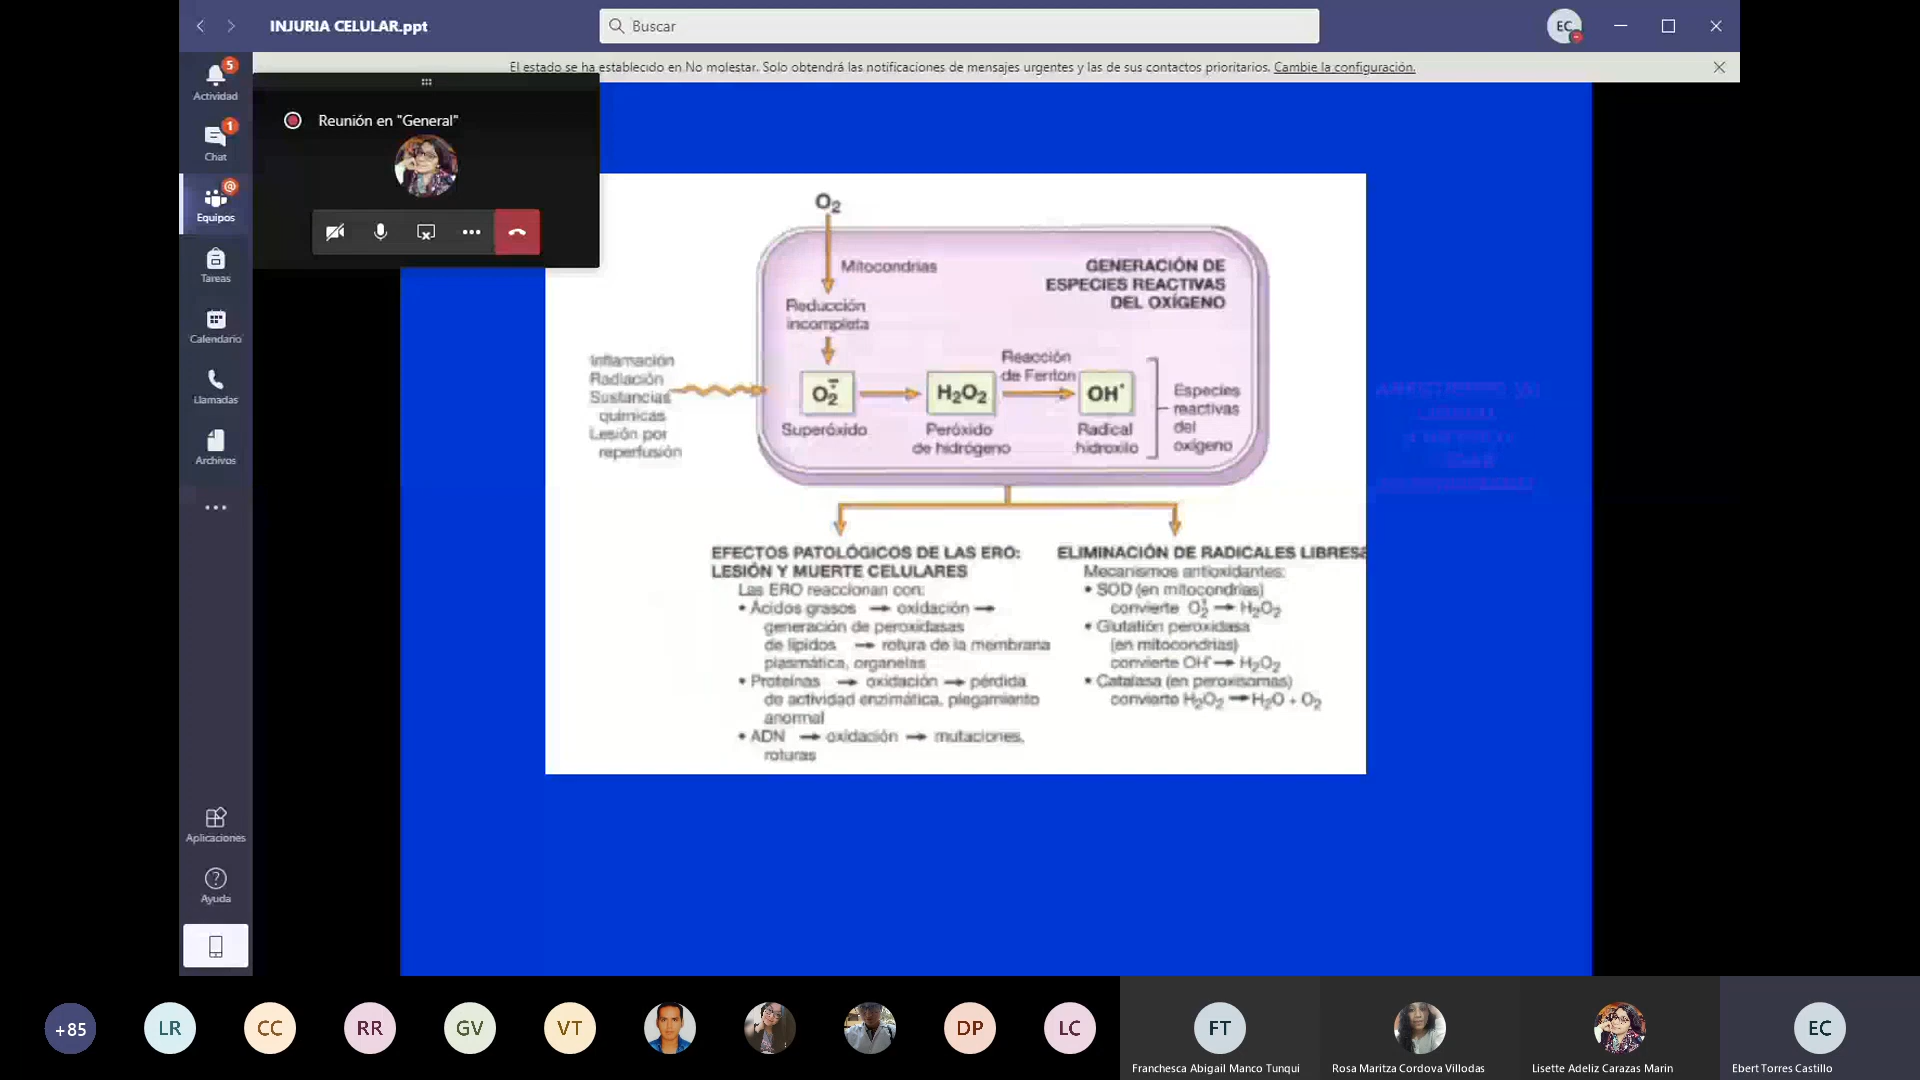 INJURIA CELULAR.ppt
Buscar
EC
El estado se ha establecido en No molestar. Solo obtendrá las notificaciones de mensajes urgentes y las de sus contactos prioritarios. Cambie la configuración.
5
Actividad
1
Chat
@
Equipos
Tareas
Calendario
Llamadas
Archivos
Aplicaciones
Ayuda
Reunión en "General"
O2
Mitocondrias
GENERACIÓN DE
ESPECIES REACTIVAS
DEL OXÍGENO
Reducción
incompleta
Inflamación
Radiación
Sustancias
químicas
Lesión por
reperfusión
O2-
Superóxido
H2O2
Peróxido
de hidrógeno
Reacción
de Fenton
OH•
Radical
hidroxilo
Especies
reactivas
del
oxígeno
EFECTOS PATOLÓGICOS DE LAS ERO:
LESIÓN Y MUERTE CELULARES
Las ERO reaccionan con:
• Ácidos grasos → oxidación →
generación de peroxidasas
de lípidos → rotura de la membrana
plasmática, organelas
• Proteínas → oxidación → pérdida
de actividad enzimática, plegamiento
anormal
• ADN → oxidación → mutaciones,
roturas
ELIMINACIÓN DE RADICALES LIBRES
Mecanismos antioxidantes:
• SOD (en mitocondrias)
convierte O2- → H2O2
• Glutatión peroxidasa
(en mitocondrias)
convierte OH• → H2O2
• Catalasa (en peroxisomas)
convierte H2O2 → H2O + O2
+85
LR
CC
RR
GV
VT
DP
LC
FT
EC
Franchesca Abigail Manco Tunqui
Rosa Maritza Cordova Villodas
Lisette Adeliz Carazas Marin
Ebert Torres Castillo